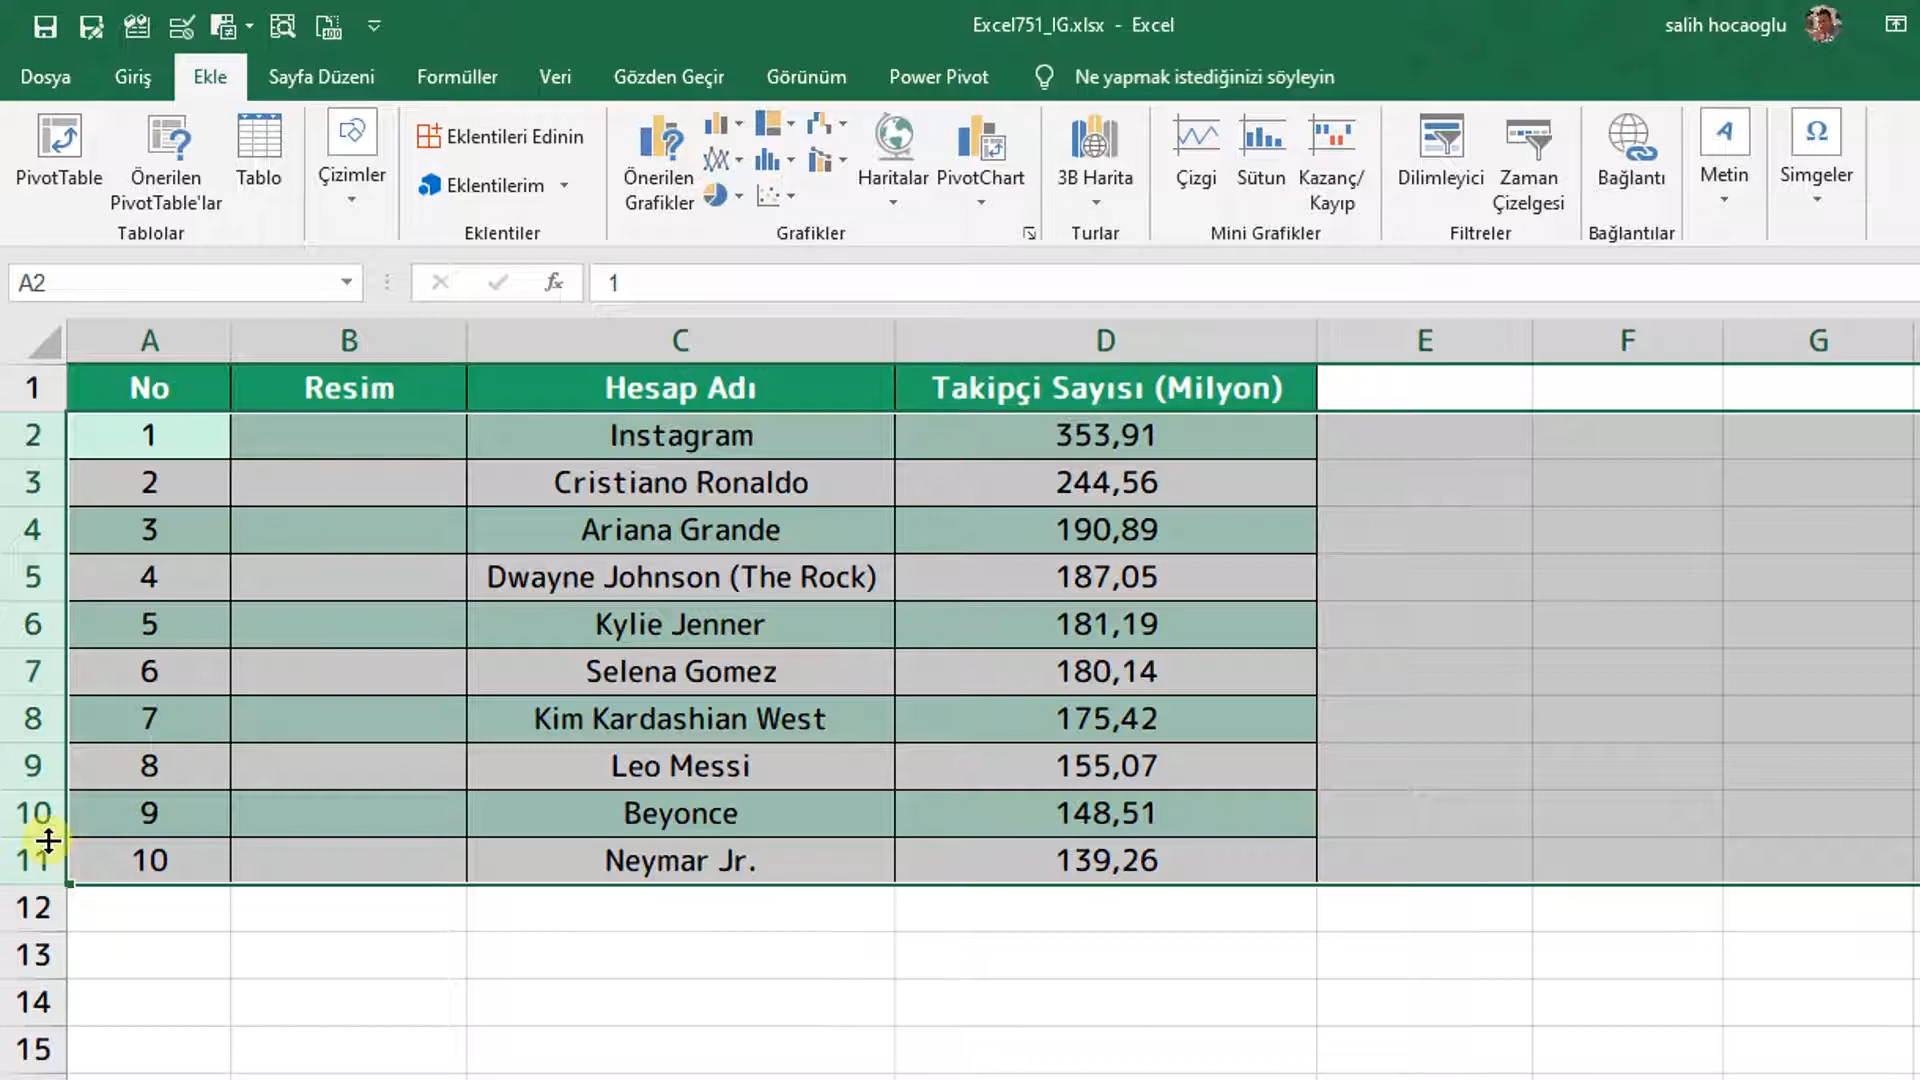 Excel751_IG.xlsx - Excel
salih hocaoglu
Dosya Giriş Ekle Sayfa Düzeni Formüller Veri Gözden Geçir Görünüm Power Pivot Ne yapmak istediğinizi söyleyin
PivotTable
Önerilen
PivotTable'lar
Tablo
Tablolar
Çizimler
Eklentileri Edinin
Eklentilerim
Eklentiler
Önerilen
Grafikler
Haritalar
PivotChart
Grafikler
3B Harita
Turlar
Çizgi
Sütun
Kazanç/
Kayıp
Mini Grafikler
Dilimleyici
Zaman
Çizelgesi
Filtreler
Bağlantı
Bağlantılar
A
Metin
Ω
Simgeler
A2 fx 1
A B C D E F G
1 No Resim Hesap Adı Takipçi Sayısı (Milyon)
2 1 Instagram 353,91
3 2 Cristiano Ronaldo 244,56
4 3 Ariana Grande 190,89
5 4 Dwayne Johnson (The Rock) 187,05
6 5 Kylie Jenner 181,19
7 6 Selena Gomez 180,14
8 7 Kim Kardashian West 175,42
9 8 Leo Messi 155,07
10 9 Beyonce 148,51
11 10 Neymar Jr. 139,26
12
13
14
15